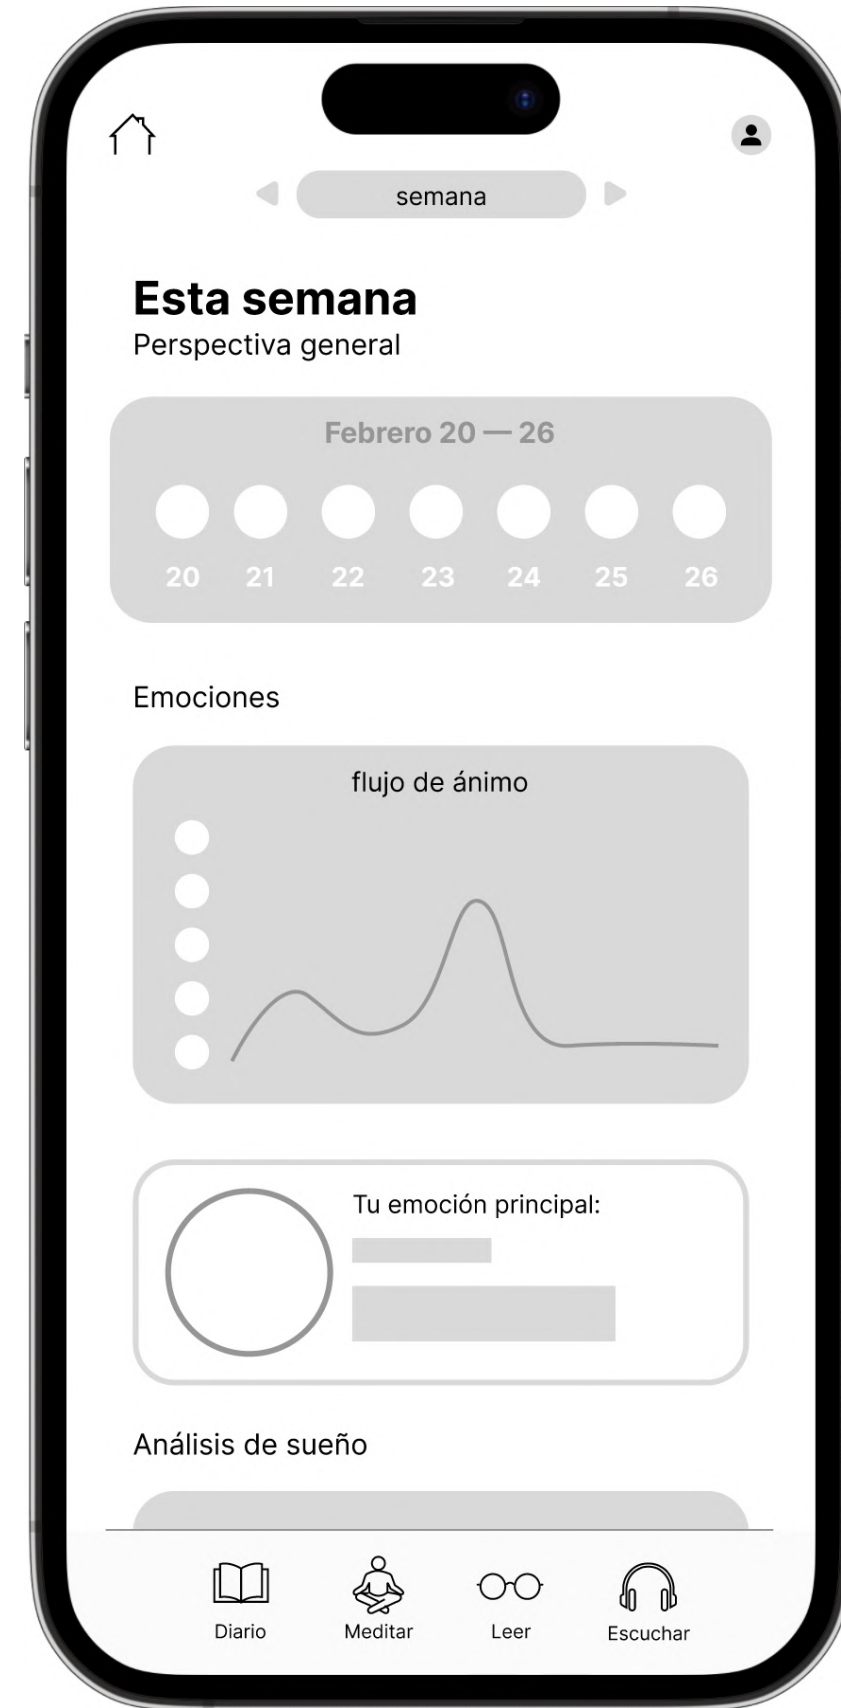 semana
Esta semana
Perspectiva general
Febrero 20 — 26
20 21 22 23 24 25 26
Emociones
flujo de ánimo
Tu emoción principal:
Análisis de sueño
Diario Meditar Leer Escuchar